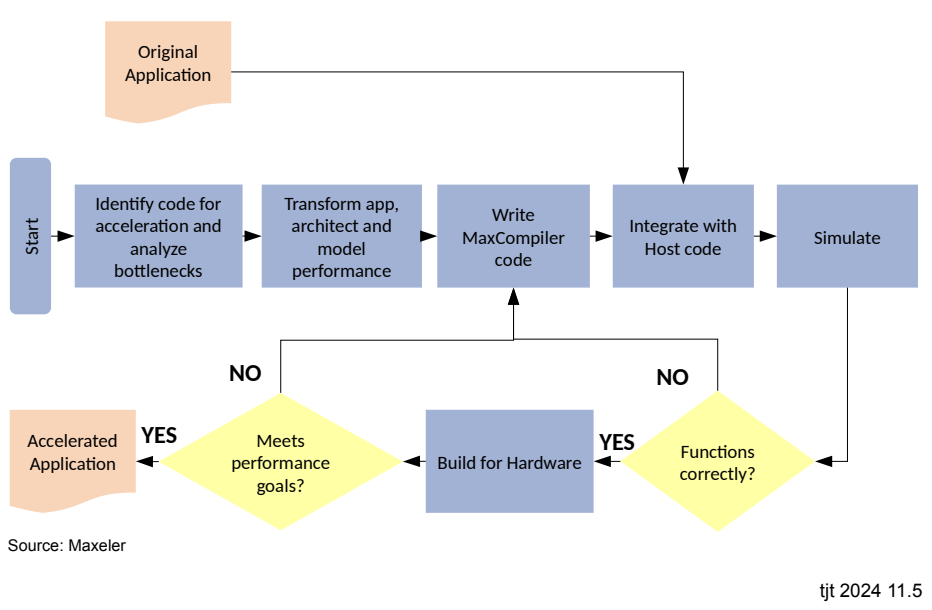 Original
Application
Start
Identify code for
acceleration and
analyze
bottlenecks
Transform app,
architect and
model
performance
Write
MaxCompiler
code
Integrate with
Host code
Simulate
NO
NO
Accelerated
Application
YES
Meets
performance
goals?
Build for Hardware
YES
Functions
correctly?
Source: Maxeler
tjt 2024 11.5